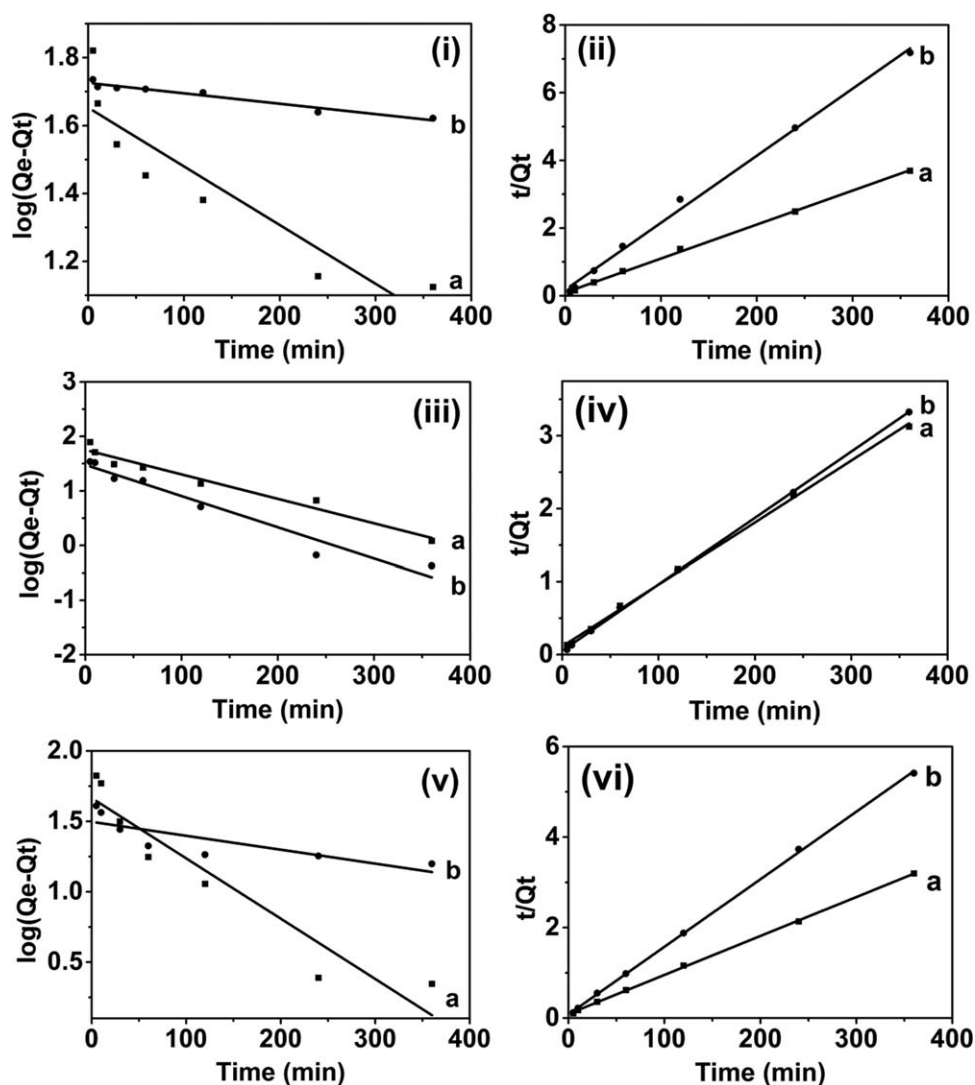 (i)
log(Qe-Qt)
1.8
1.6
1.4
1.2
b
a
0 100 200 300 400
Time (min)
(ii)
t/Qt
8
6
4
2
0
b
a
0 100 200 300 400
Time (min)
(iii)
log(Qe-Qt)
3
2
1
0
-1
-2
a
b
0 100 200 300 400
Time (min)
(iv)
t/Qt
3
2
1
0
b
a
0 100 200 300 400
Time (min)
(v)
log(Qe-Qt)
2.0
1.5
1.0
0.5
b
a
0 100 200 300 400
Time (min)
(vi)
t/Qt
6
4
2
0
b
a
0 100 200 300 400
Time (min)